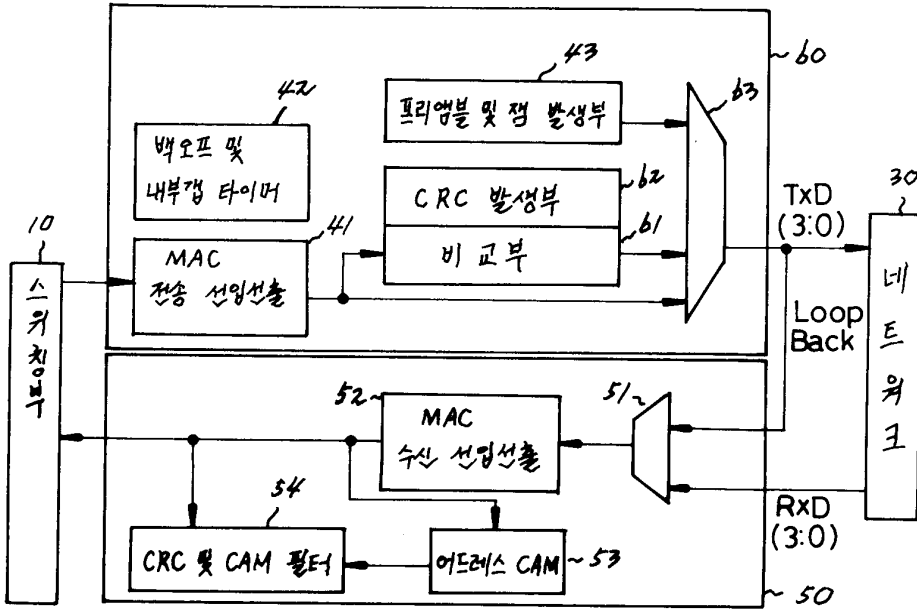 43
60
42
63
프리앰블 및 잼 발생부
백오프 및
내부갭 타이머
62
CRC 발생부
30
10
41
61
TxD
(3:0)
비교부
MAC
전송 선입선출
스위칭부
네트워크
Loop
Back
52
51
MAC
수신 선입선출
54
RxD
(3:0)
CRC 및 CAM 필터
어드레스 CAM
53
50